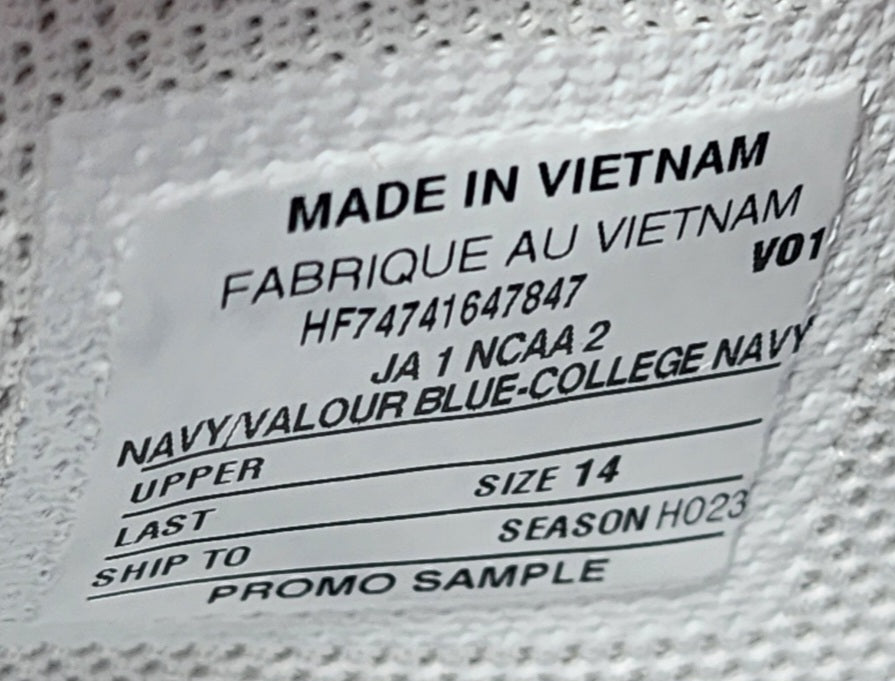 MADE IN VIETNAM
FABRIQUE AU VIETNAM
V01
HF74741647847
JA 1 NCAA 2
NAVY/VALOUR BLUE-COLLEGE NAVY
UPPER
SIZE 14
LAST
SEASON HO23
SHIP TO
PROMO SAMPLE